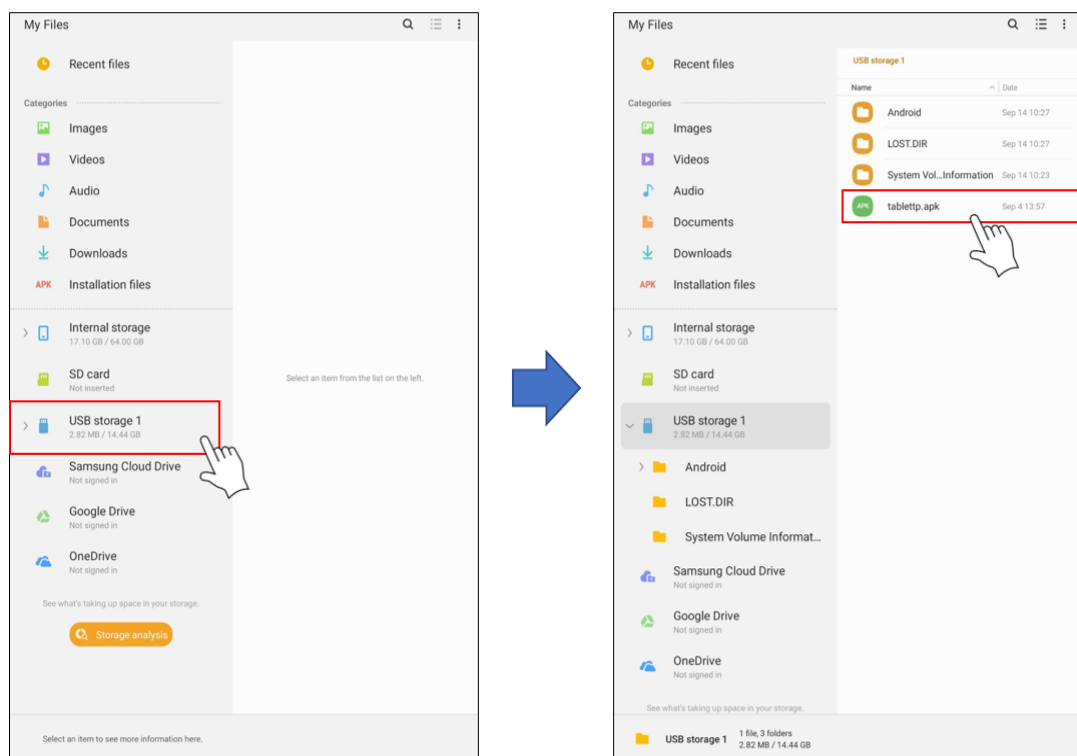 My Files
Recent files
Categories
Images
Videos
Audio
Documents
Downloads
APK Installation files
Internal storage
17.10 GB / 64.00 GB
SD card
Not inserted
USB storage 1
2.82 MB / 14.44 GB
Samsung Cloud Drive
Not signed in
Google Drive
Not signed in
OneDrive
Not signed in
See what's taking up space in your storage.
Storage analysis
Select an item from the list on the left.
Select an item to see more information here.
My Files
Recent files
Categories
Images
Videos
Audio
Documents
Downloads
APK Installation files
Internal storage
17.10 GB / 64.00 GB
SD card
Not inserted
USB storage 1
2.82 MB / 14.44 GB
Android
LOST.DIR
System Volume Informat...
Samsung Cloud Drive
Not signed in
Google Drive
Not signed in
OneDrive
Not signed in
See what's taking up space in your storage.
USB storage 1
Name Date
Android Sep 14 10:27
LOST.DIR Sep 14 10:27
System Vol...Information Sep 14 10:23
APK tablettp.apk Sep 4 13:57
USB storage 1
1 file, 3 folders
2.82 MB / 14.44 GB